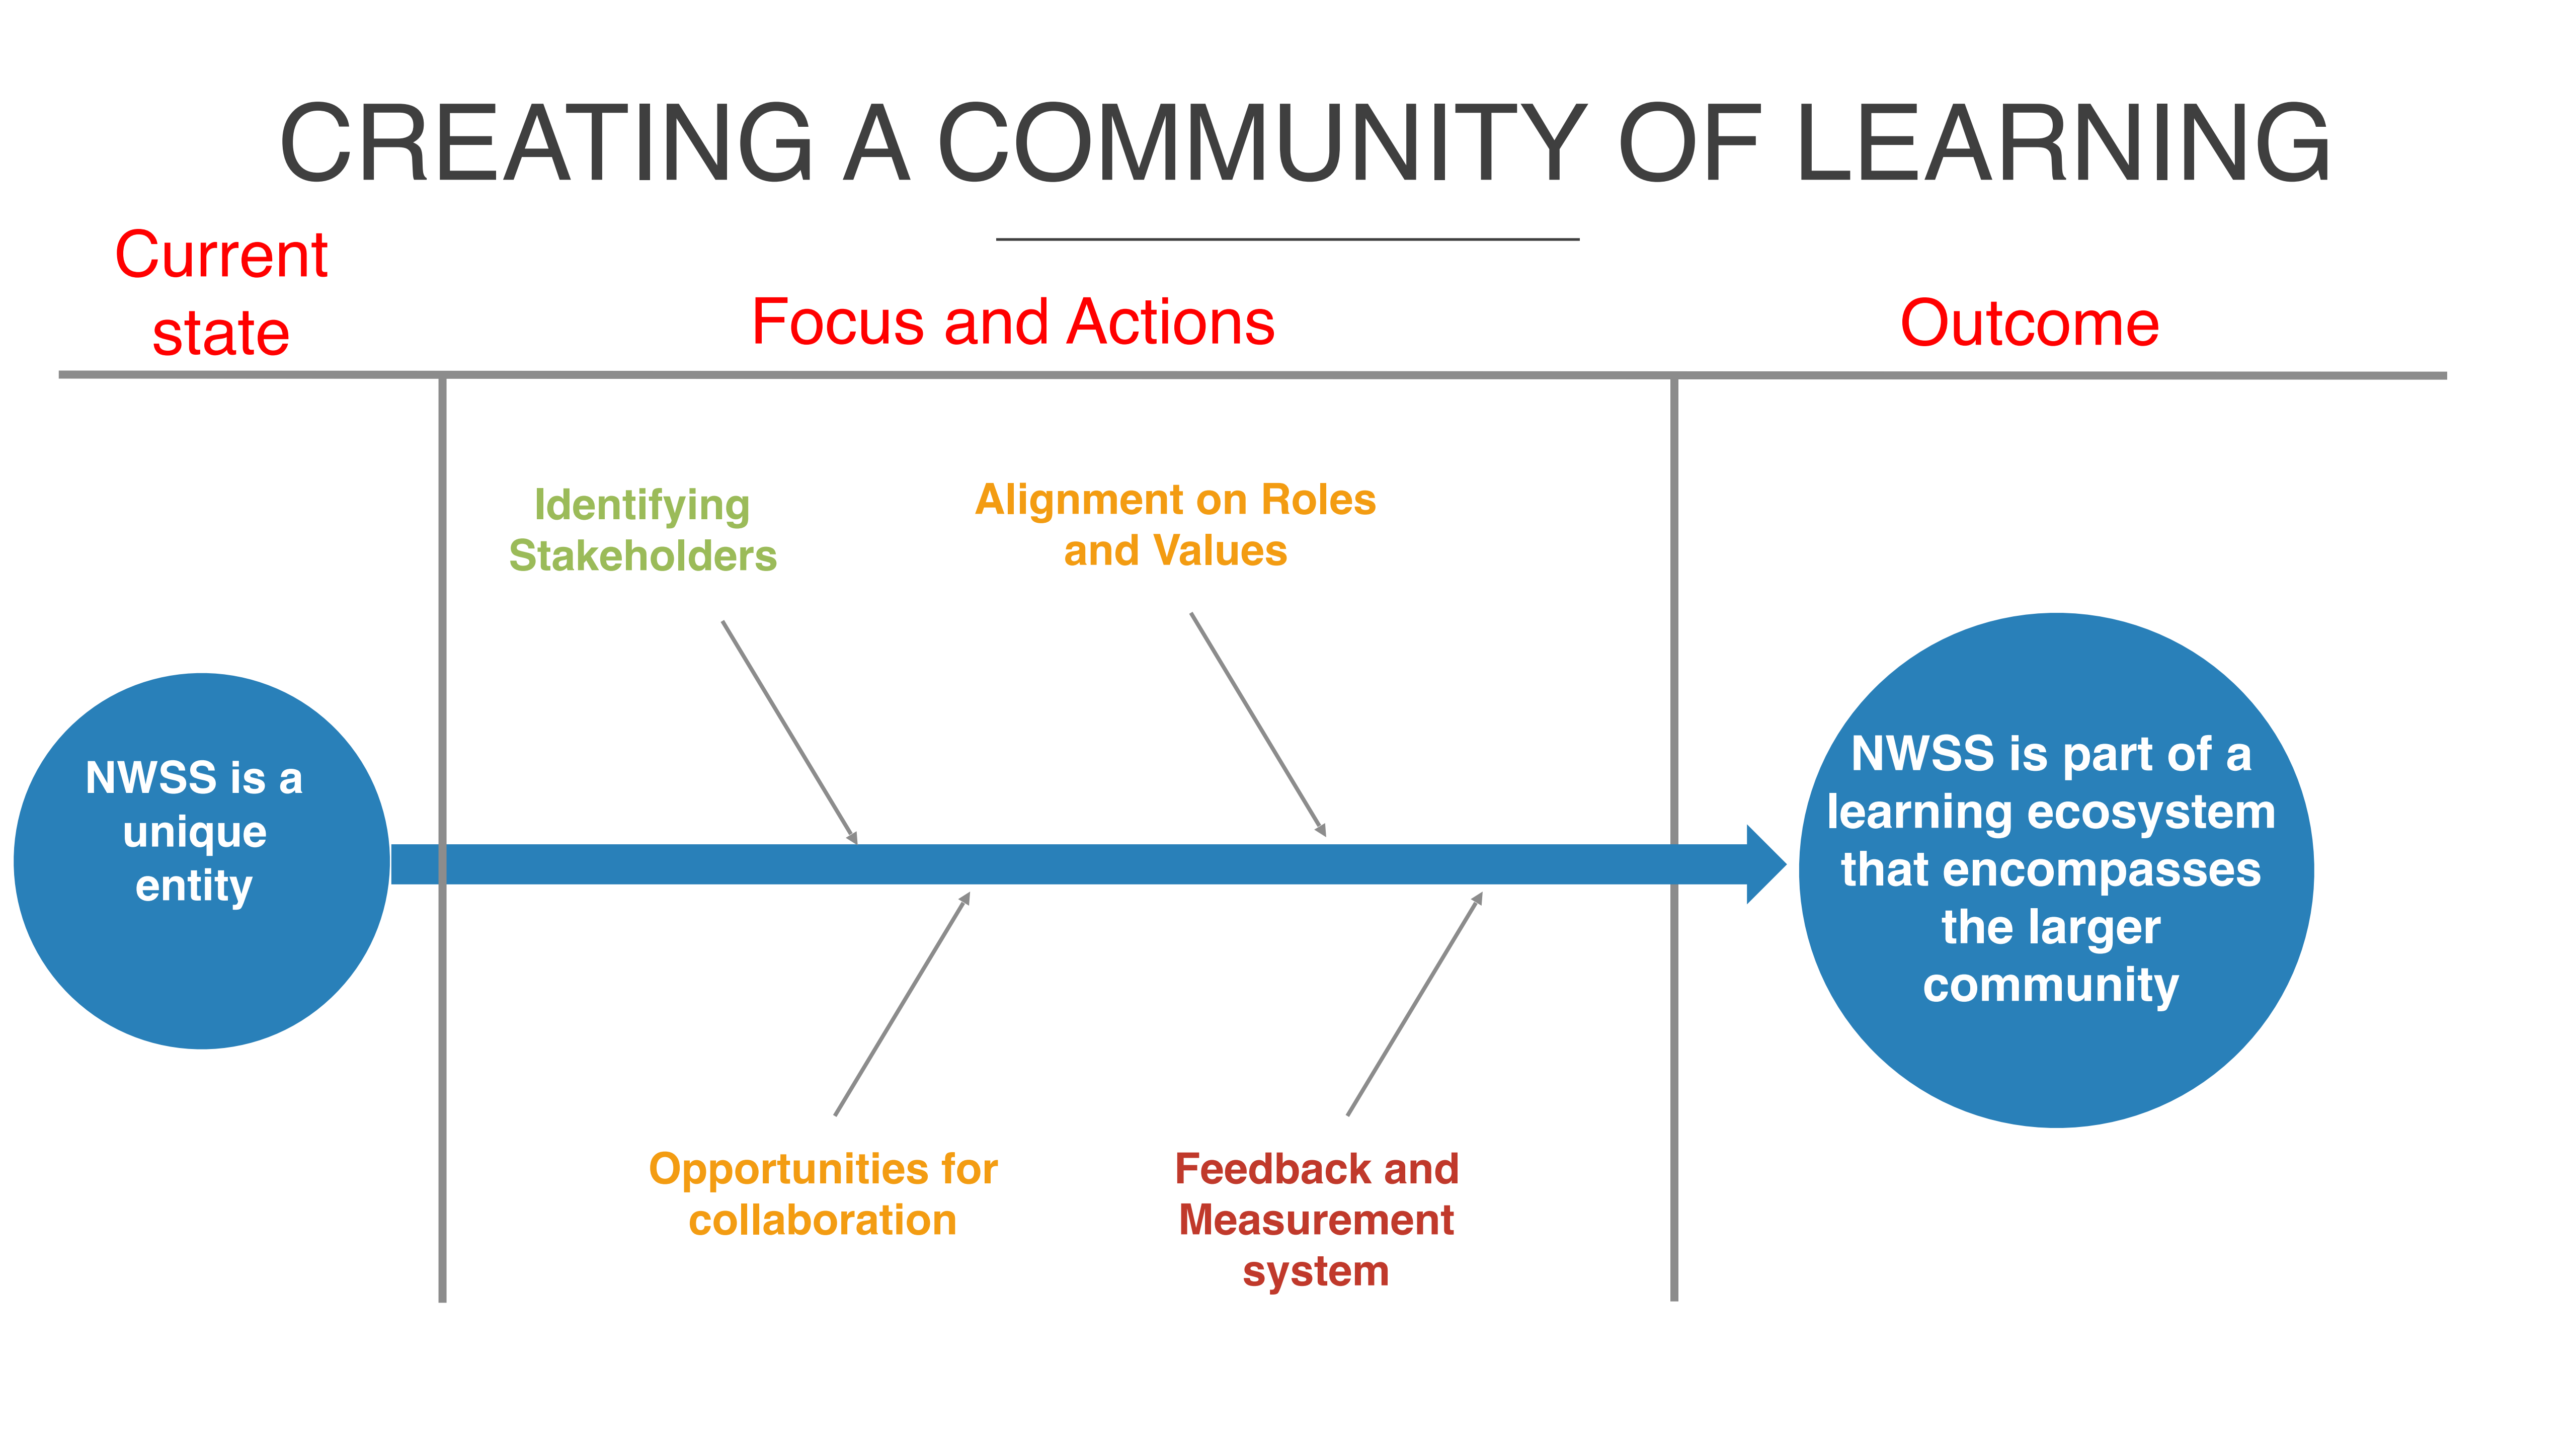 CREATING A COMMUNITY OF LEARNING
Current
state
Focus and Actions
Outcome
Identifying
Stakeholders
Alignment on Roles
and Values
NWSS is a
unique
entity
NWSS is part of a
learning ecosystem
that encompasses
the larger
community
Opportunities for
collaboration
Feedback and
Measurement
system